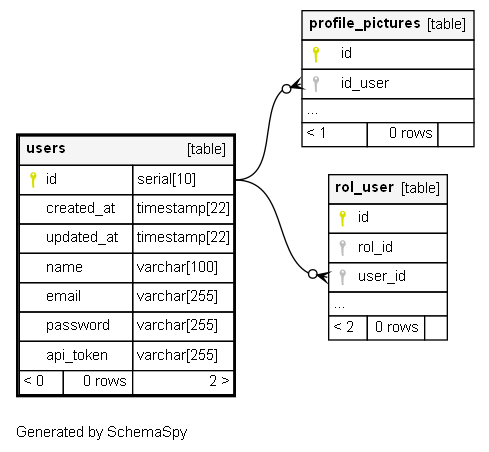 profile_pictures [table]
id
id_user
...
< 1 0 rows
users [table]
id serial[10]
created_at timestamp[22]
updated_at timestamp[22]
name varchar[100]
email varchar[255]
password varchar[255]
api_token varchar[255]
< 0 0 rows 2 >
rol_user [table]
id
rol_id
user_id
...
< 2 0 rows
Generated by SchemaSpy